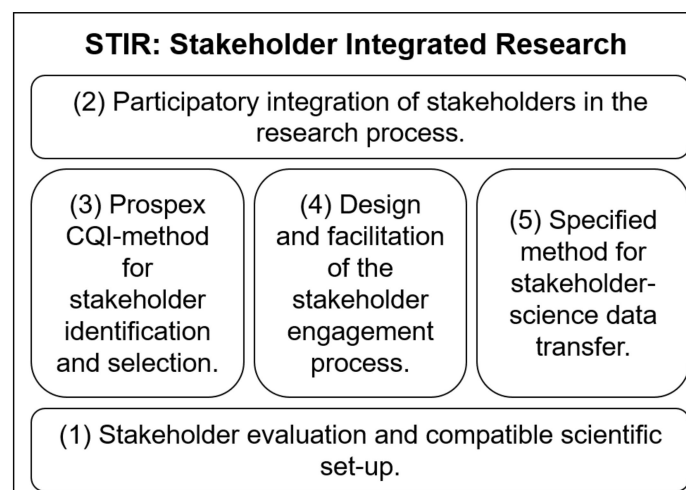 STIR: Stakeholder Integrated Research
(2) Participatory integration of stakeholders in the
research process.
(3) Prospex
CQI-method
for
stakeholder
identification
and selection.
(4) Design
and facilitation
of the
stakeholder
engagement
process.
(5) Specified
method for
stakeholder-
science data
transfer.
(1) Stakeholder evaluation and compatible scientific
set-up.